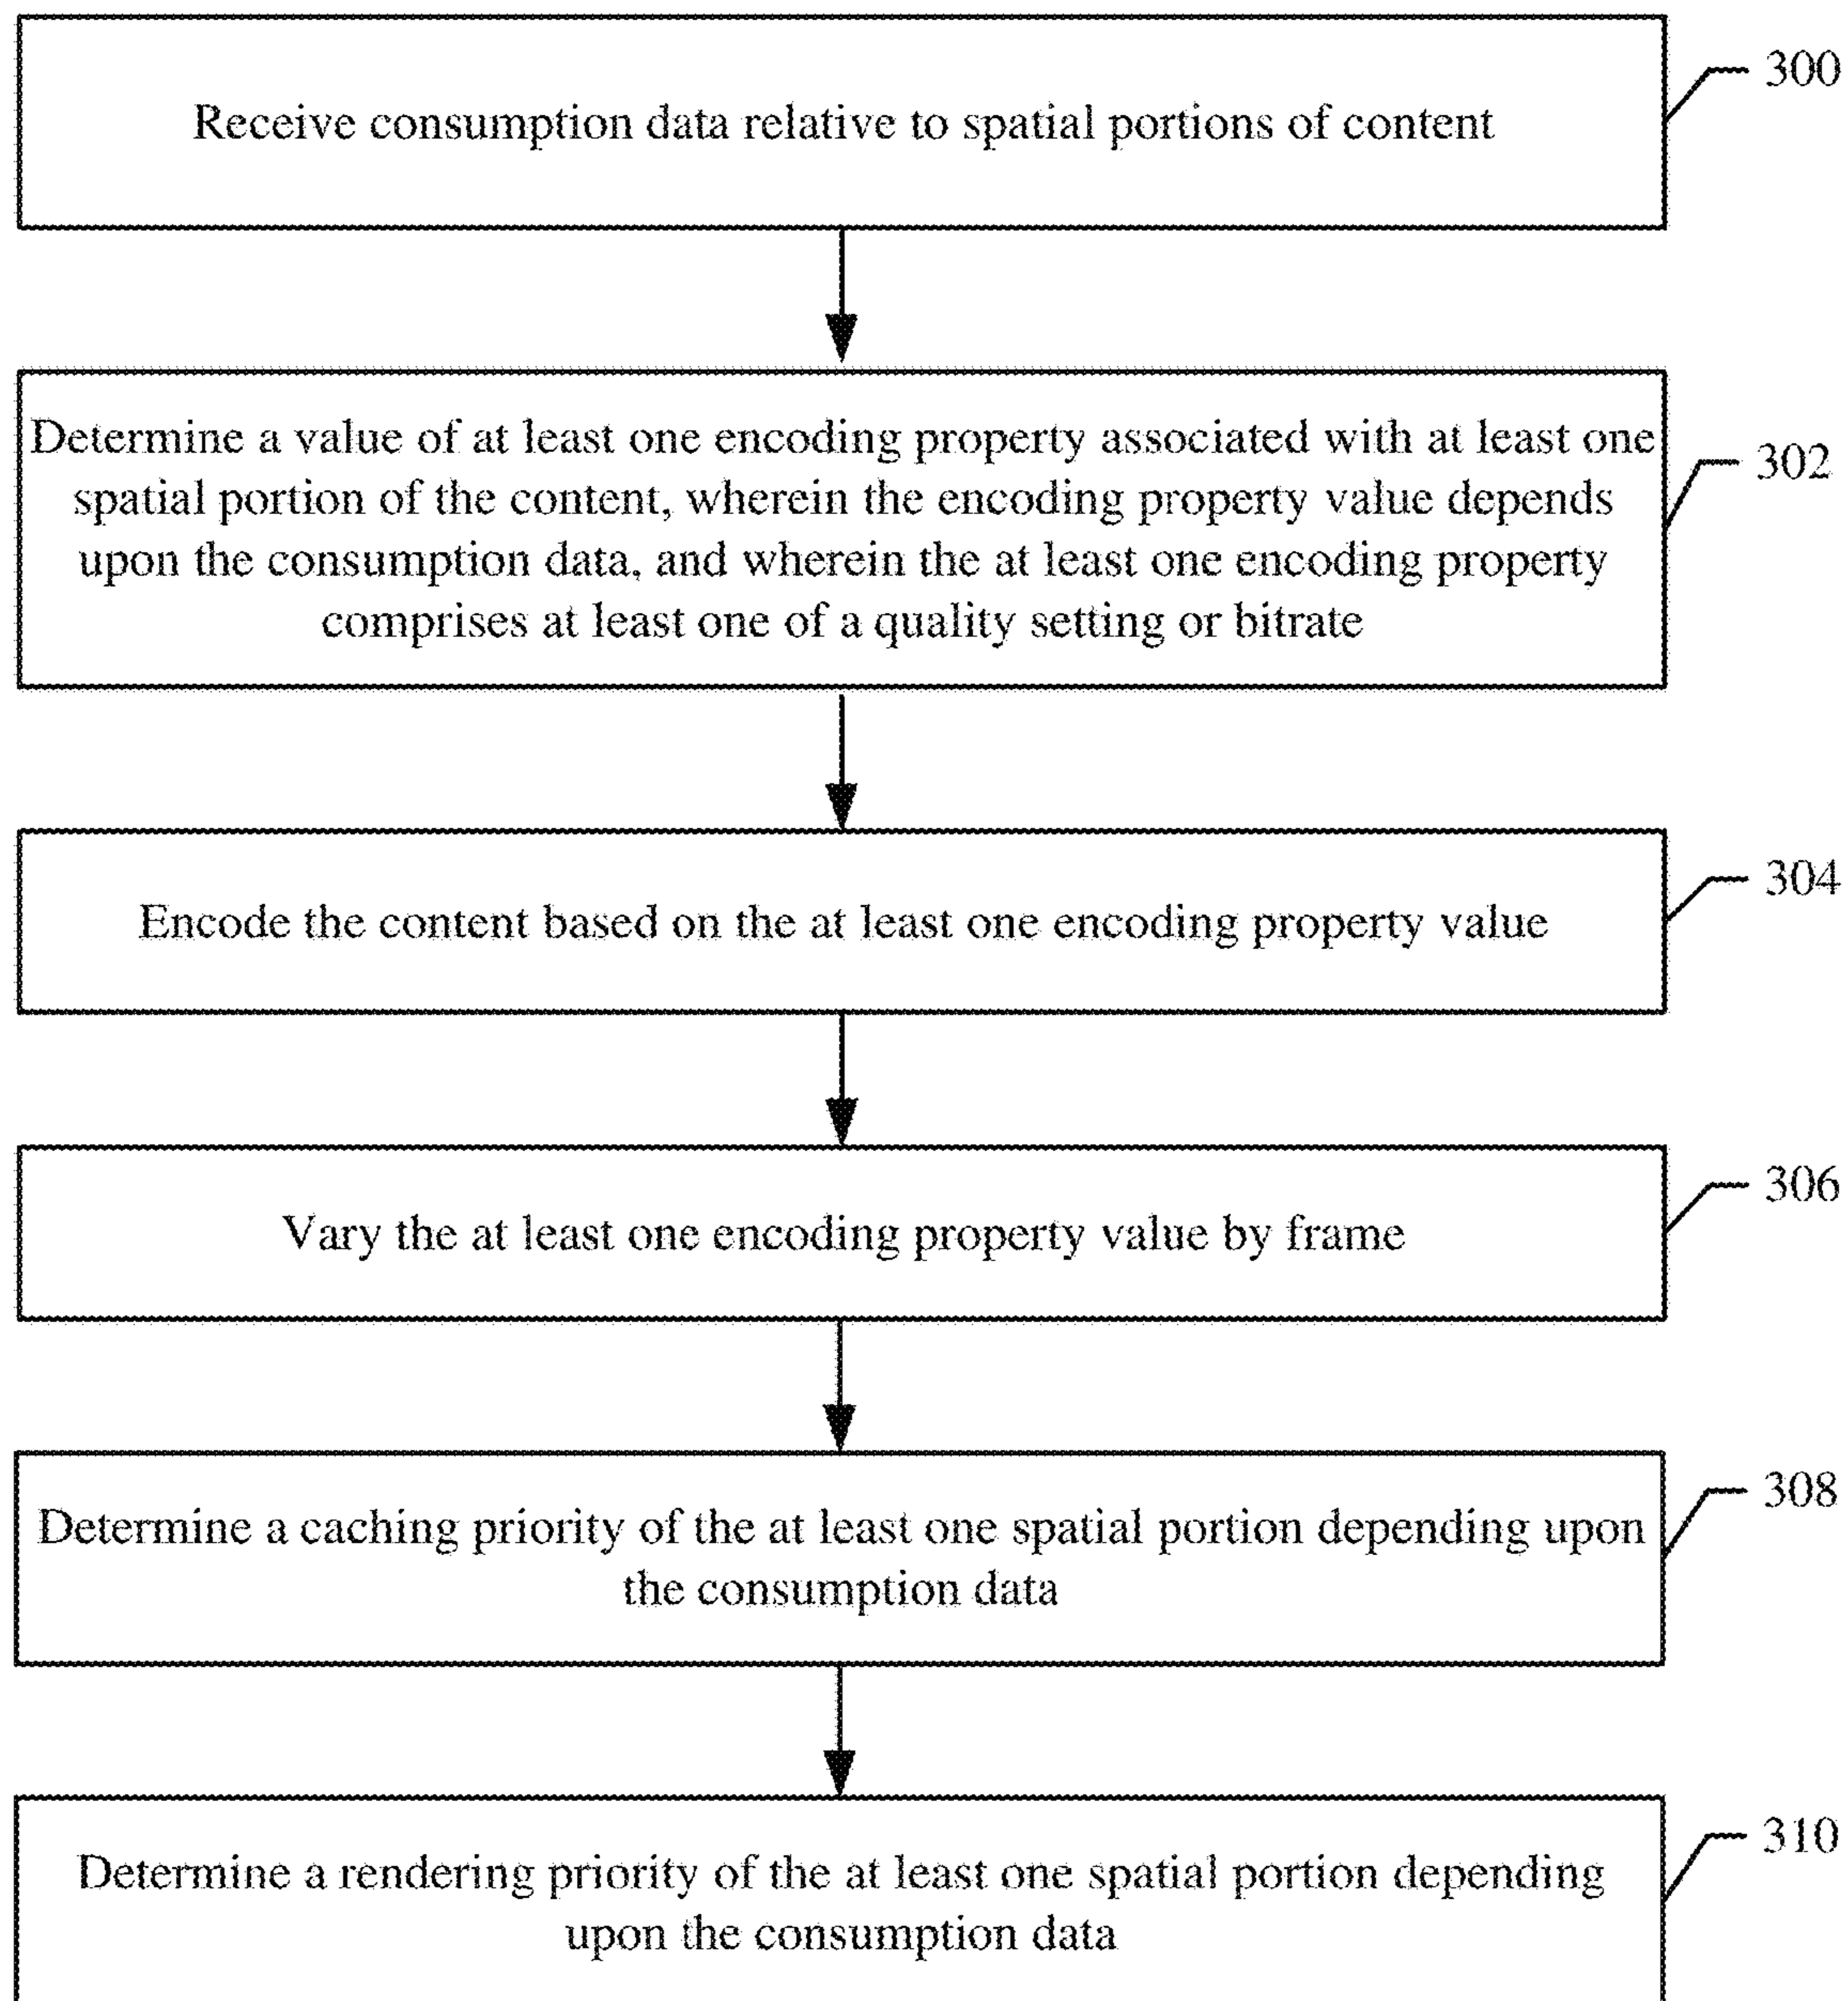 Receive consumption data relative to spatial portions of content
300
Determine a value of at least one encoding property associated with at least one
spatial portion of the content, wherein the encoding property value depends
upon the consumption data, and wherein the at least one encoding property
comprises at least one of a quality setting or bitrate
302
Encode the content based on the at least one encoding property value
304
Vary the at least one encoding property value by frame
306
Determine a caching priority of the at least one spatial portion depending upon
the consumption data
308
Determine a rendering priority of the at least one spatial portion depending
upon the consumption data
310